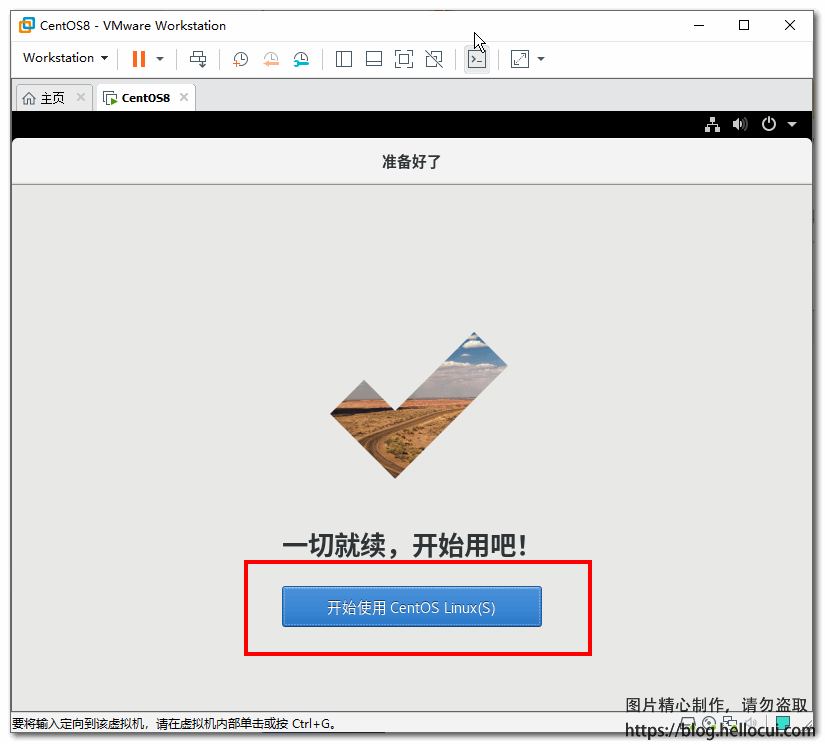 CentOS8 - VMware Workstation
Workstation
主页
CentOS8
准备好了
一切就续，开始用吧！
开始使用 CentOS Linux(S)
图片精心制作，请勿盗取
要将输入定向到该虚拟机，请在虚拟机内部单击或按 Ctrl+G。
https://blog.hellocui.com